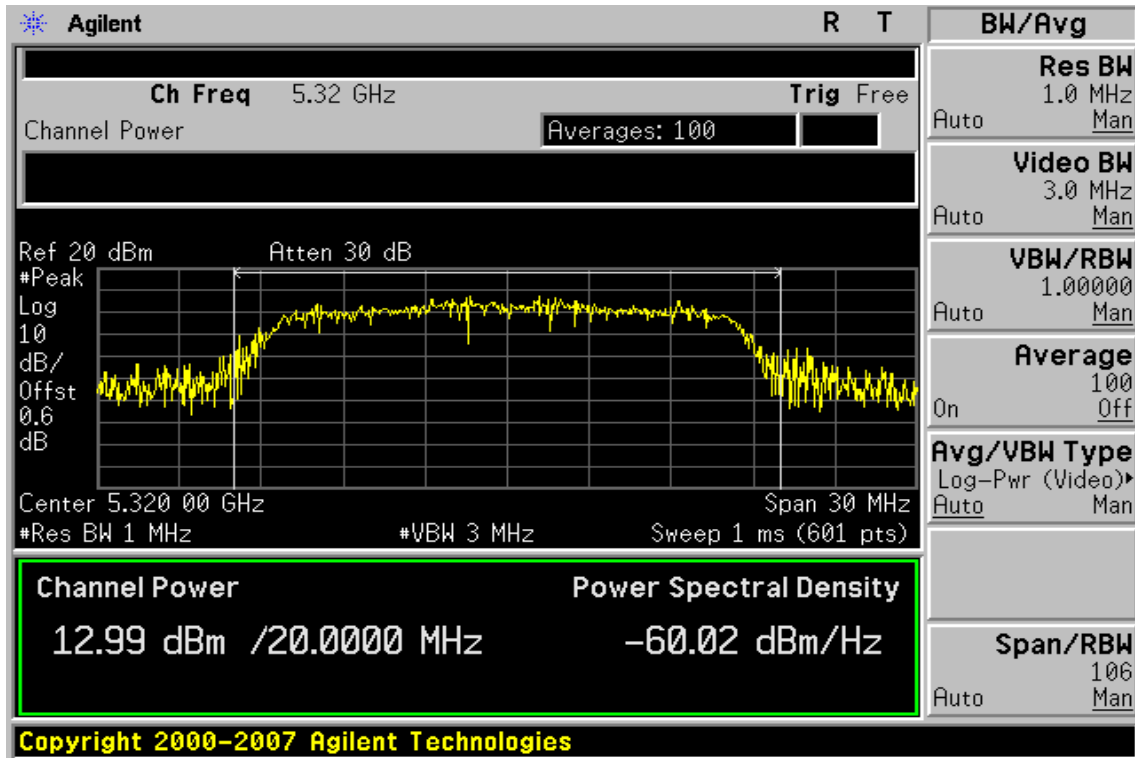 Agilent R T
Ch Freq 5.32 GHz Trig Free
Channel Power Averages: 100
Ref 20 dBm Atten 30 dB
#Peak
Log
10
dB/
Offst
0.6
dB
Center 5.320 00 GHz Span 30 MHz
#Res BW 1 MHz #VBW 3 MHz Sweep 1 ms (601 pts)
Channel Power Power Spectral Density
12.99 dBm /20.0000 MHz -60.02 dBm/Hz
Copyright 2000-2007 Agilent Technologies
BW/Avg
Res BW
1.0 MHz
Auto Man
Video BW
3.0 MHz
Auto Man
VBW/RBW
1.00000
Auto Man
Average
100
On Off
Avg/VBW Type
Log-Pwr (Video)▸
Auto Man
Span/RBW
106
Auto Man